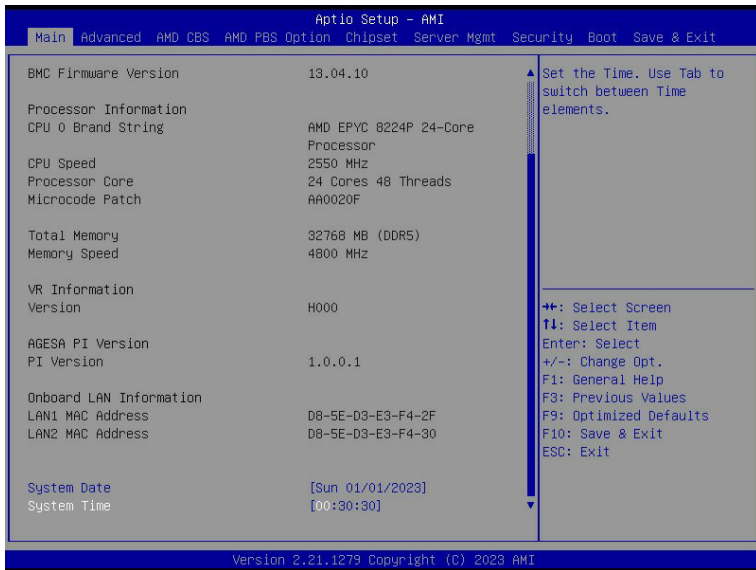 Aptio Setup – AMI
Main Advanced AMD CBS AMD PBS Option Chipset Server Mgmt Security Boot Save & Exit
BMC Firmware Version 13.04.10
Processor Information
CPU 0 Brand String AMD EPYC 8224P 24-Core
Processor
CPU Speed 2550 MHz
Processor Core 24 Cores 48 Threads
Microcode Patch AA0020F
Total Memory 32768 MB (DDR5)
Memory Speed 4800 MHz
VR Information
Version H000
AGESA PI Version
PI Version 1.0.0.1
Onboard LAN Information
LAN1 MAC Address D8-5E-D3-E3-F4-2F
LAN2 MAC Address D8-5E-D3-E3-F4-30
System Date [Sun 01/01/2023]
System Time [00:30:30]
Set the Time. Use Tab to
switch between Time
elements.
→←: Select Screen
↑↓: Select Item
Enter: Select
+/-: Change Opt.
F1: General Help
F3: Previous Values
F9: Optimized Defaults
F10: Save & Exit
ESC: Exit
Version 2.21.1279 Copyright (C) 2023 AMI